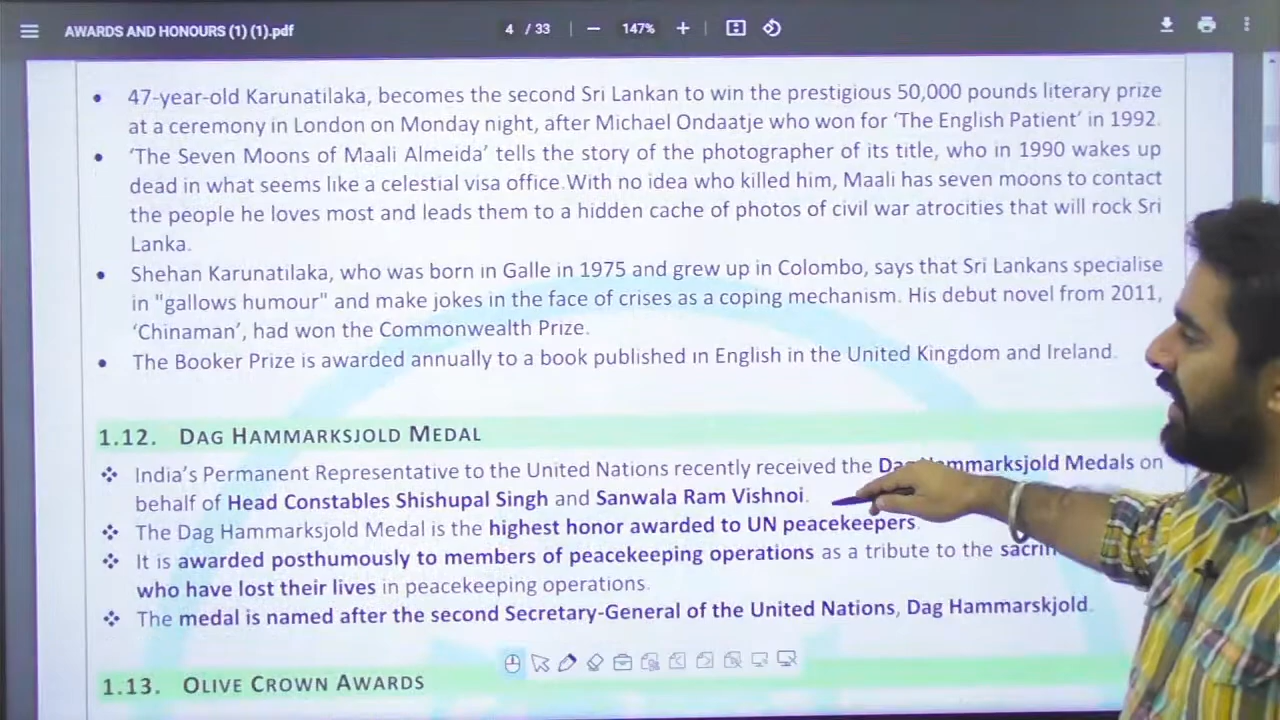 AWARDS AND HONOURS (1) (1).pdf
4 / 33
147%
• 47-year-old Karunatilaka, becomes the second Sri Lankan to win the prestigious 50,000 pounds literary prize
at a ceremony in London on Monday night, after Michael Ondaatje who won for 'The English Patient' in 1992.
• 'The Seven Moons of Maali Almeida' tells the story of the photographer of its title, who in 1990 wakes up
dead in what seems like a celestial visa office.With no idea who killed him, Maali has seven moons to contact
the people he loves most and leads them to a hidden cache of photos of civil war atrocities that will rock Sri
Lanka.
• Shehan Karunatilaka, who was born in Galle in 1975 and grew up in Colombo, says that Sri Lankans specialise
in "gallows humour" and make jokes in the face of crises as a coping mechanism. His debut novel from 2011,
'Chinaman', had won the Commonwealth Prize.
• The Booker Prize is awarded annually to a book published in English in the United Kingdom and Ireland.
1.12. DAG HAMMARKSJOLD MEDAL
❖ India's Permanent Representative to the United Nations recently received the Dag Hammarksjold Medals on
behalf of Head Constables Shishupal Singh and Sanwala Ram Vishnoi.
❖ The Dag Hammarksjold Medal is the highest honor awarded to UN peacekeepers.
❖ It is awarded posthumously to members of peacekeeping operations as a tribute to the
who have lost their lives in peacekeeping operations.
❖ The medal is named after the second Secretary-General of the United Nations, Dag Hammarskjold.
1.13. OLIVE CROWN AWARDS